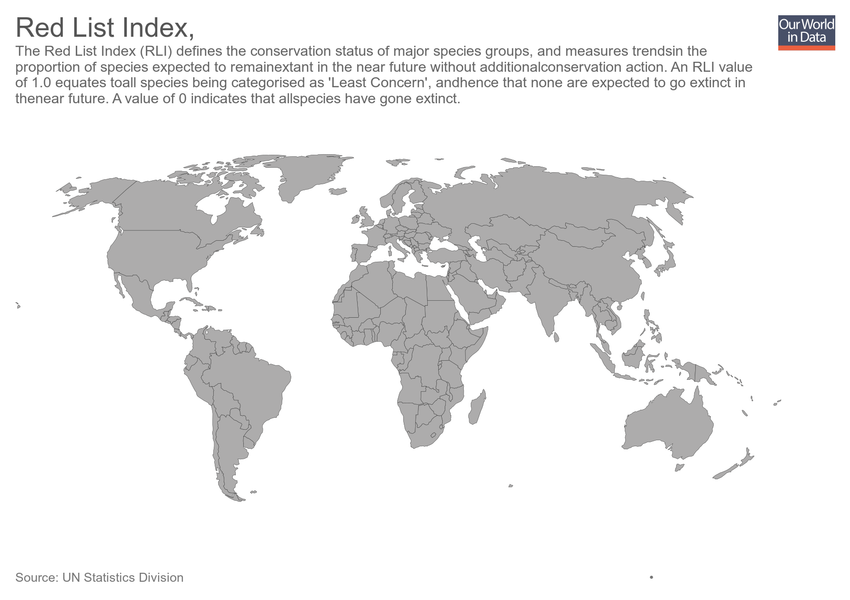 Red List Index,
Our World
in Data
The Red List Index (RLI) defines the conservation status of major species groups, and measures trendsin the
proportion of species expected to remainextant in the near future without additionalconservation action. An RLI value
of 1.0 equates toall species being categorised as 'Least Concern', andhence that none are expected to go extinct in
thenear future. A value of 0 indicates that allspecies have gone extinct.
Source: UN Statistics Division